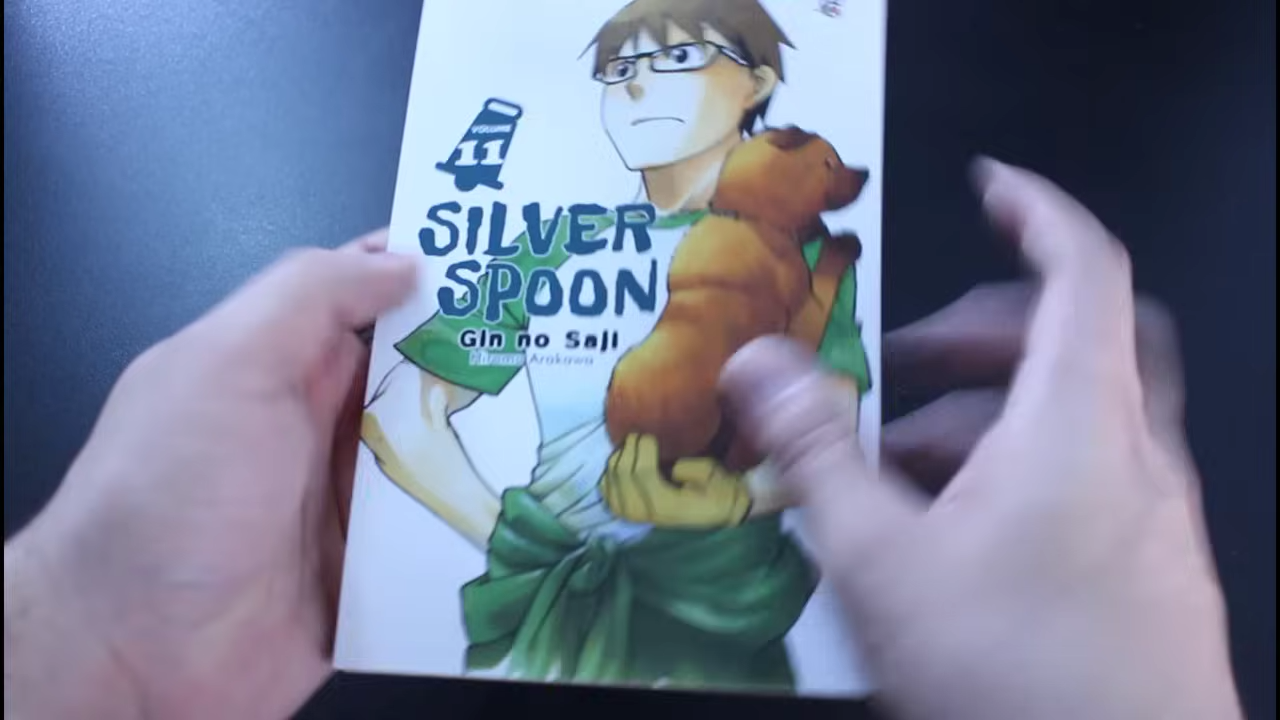 VOLUME
11
SILVER
SPOON
Gin no Saji
Hiromu Arakawa